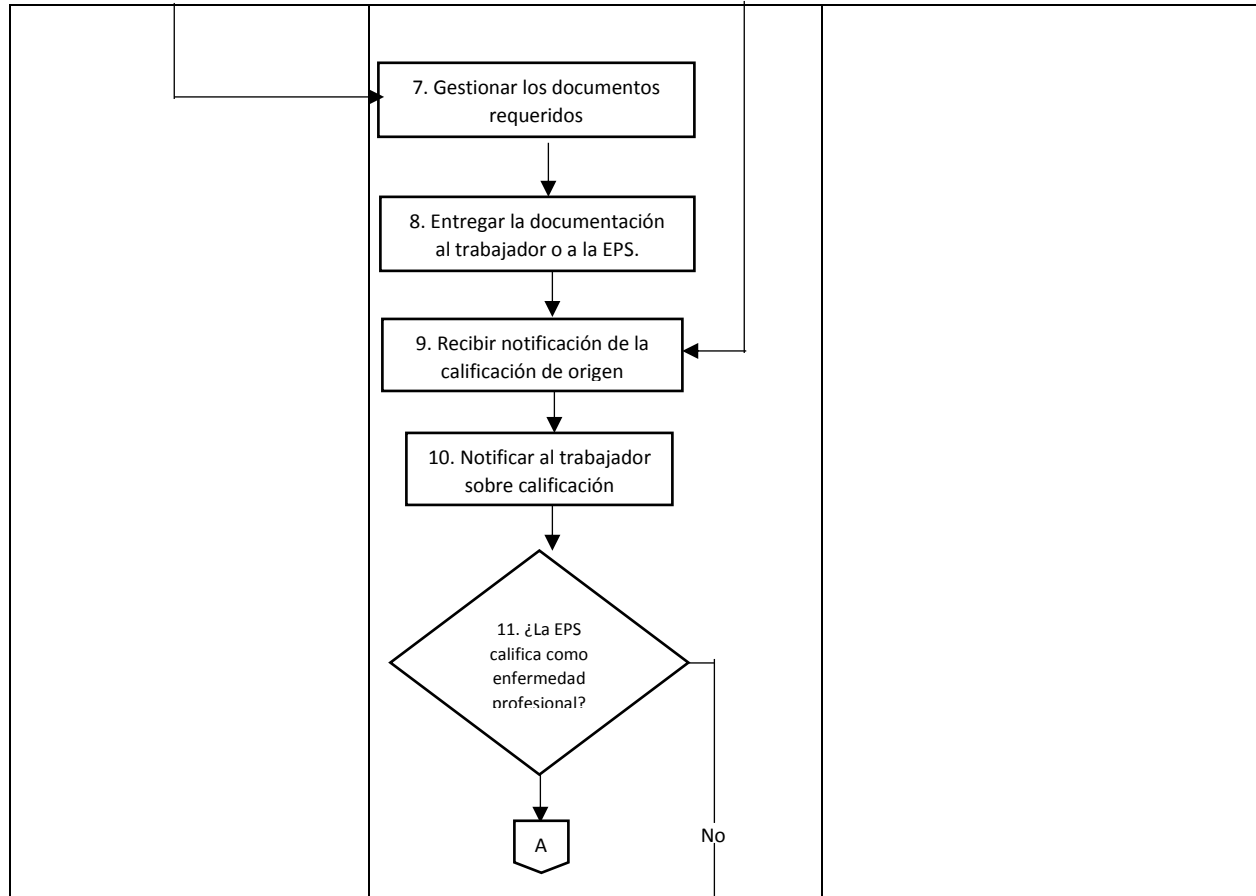 7. Gestionar los documentos
requeridos
8. Entregar la documentación
al trabajador o a la EPS.
9. Recibir notificación de la
calificación de origen
10. Notificar al trabajador
sobre calificación
11. ¿La EPS
califica como
enfermedad
profesional?
A
No